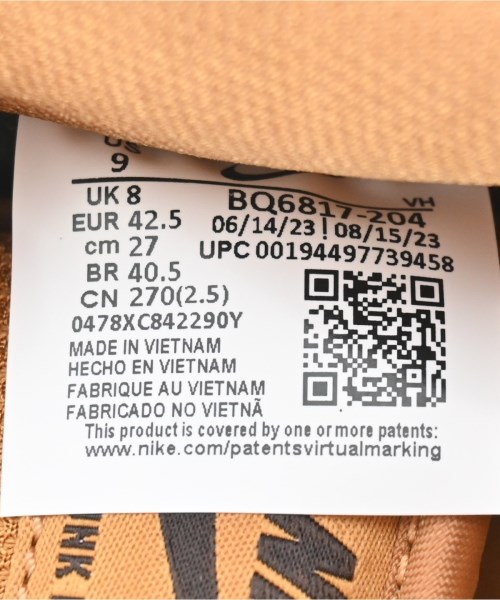 US
9
UK 8
EUR 42.5
cm 27
BR 40.5
CN 270(2.5)
0478XC842290Y
BQ6817-204 VH
06/14/23 | 08/15/23
UPC 00194497739458
MADE IN VIETNAM
HECHO EN VIETNAM
FABRIQUE AU VIETNAM
FABRICADO NO VIETNÃ
This product is covered by one or more patents:
www.nike.com/patentsvirtualmarking